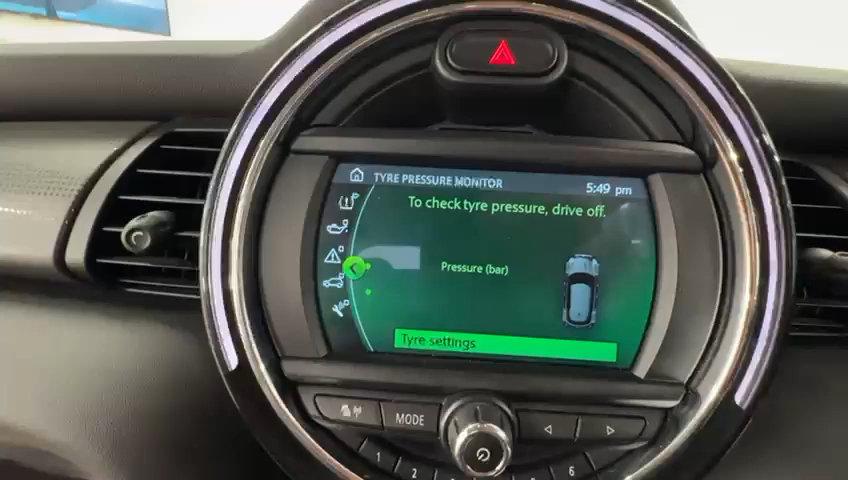 TYRE PRESSURE MONITOR
5:49 pm
To check tyre pressure, drive off.
Pressure (bar)
Tyre settings
MODE
1
2
6